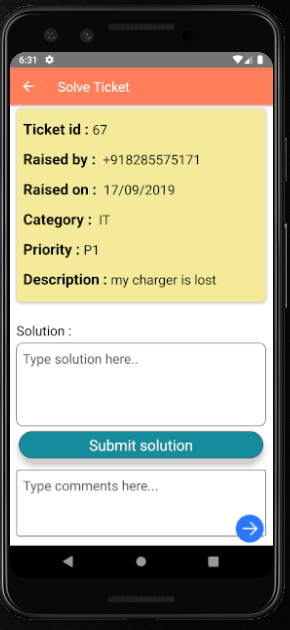 6:31
Solve Ticket
Ticket id : 67
Raised by : +918285575171
Raised on : 17/09/2019
Category : IT
Priority : P1
Description : my charger is lost
Solution :
Type solution here..
Submit solution
Type comments here...